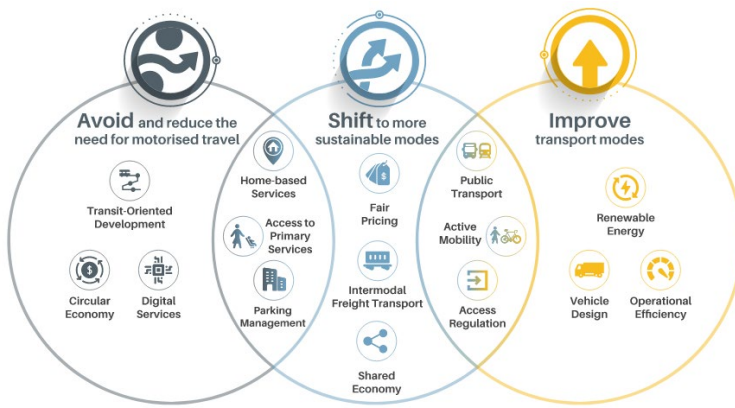 Avoid and reduce the
need for motorised travel
Shift to more
sustainable modes
Improve
transport modes
Transit-Oriented
Development
Circular
Economy
Digital
Services
Home-based
Services
Access to
Primary
Services
Parking
Management
Fair
Pricing
Intermodal
Freight Transport
Shared
Economy
Public
Transport
Active
Mobility
Access
Regulation
Renewable
Energy
Vehicle
Design
Operational
Efficiency